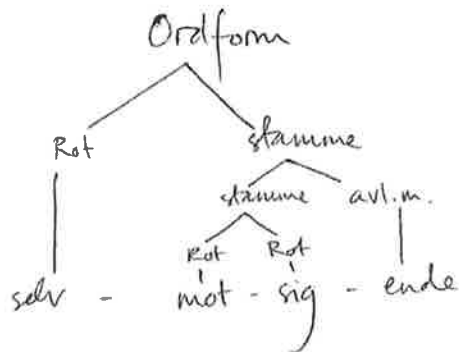 Ordform
Rot stamme
stamme avl.m.
Rot Rot
selv - mot - sig - ende